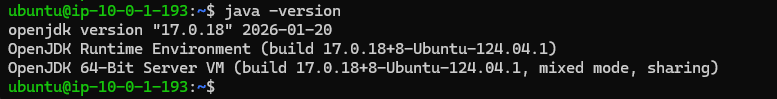 ubuntu@ip-10-0-1-193:~$ java -version
openjdk version "17.0.18" 2026-01-20
OpenJDK Runtime Environment (build 17.0.18+8-Ubuntu-124.04.1)
OpenJDK 64-Bit Server VM (build 17.0.18+8-Ubuntu-124.04.1, mixed mode, sharing)
ubuntu@ip-10-0-1-193:~$